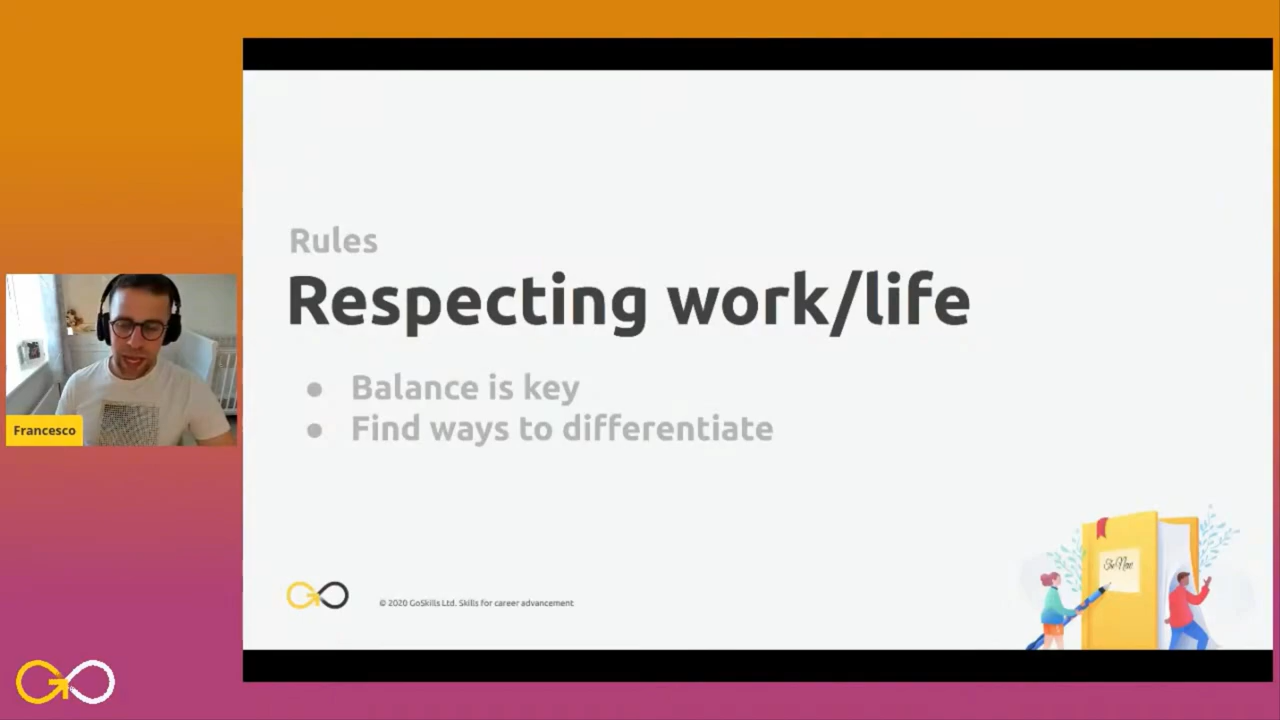 Rules
Respecting work/life
● Balance is key
● Find ways to differentiate
Francesco
© 2020 GoSkills Ltd. Skills for career advancement